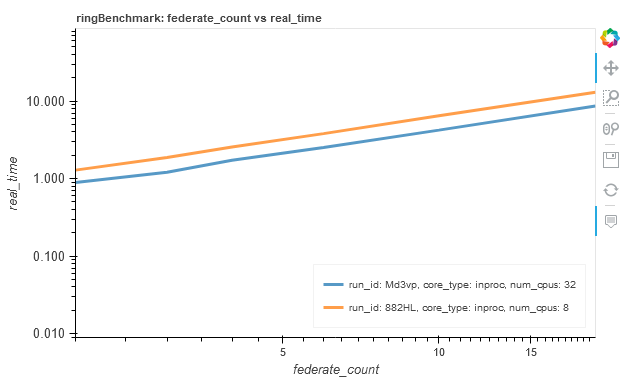 ringBenchmark: federate_count vs real_time
10.000
1.000
0.100
0.010
real_time
run_id: Md3vp, core_type: inproc, num_cpus: 32
run_id: 882HL, core_type: inproc, num_cpus: 8
5
10
15
federate_count